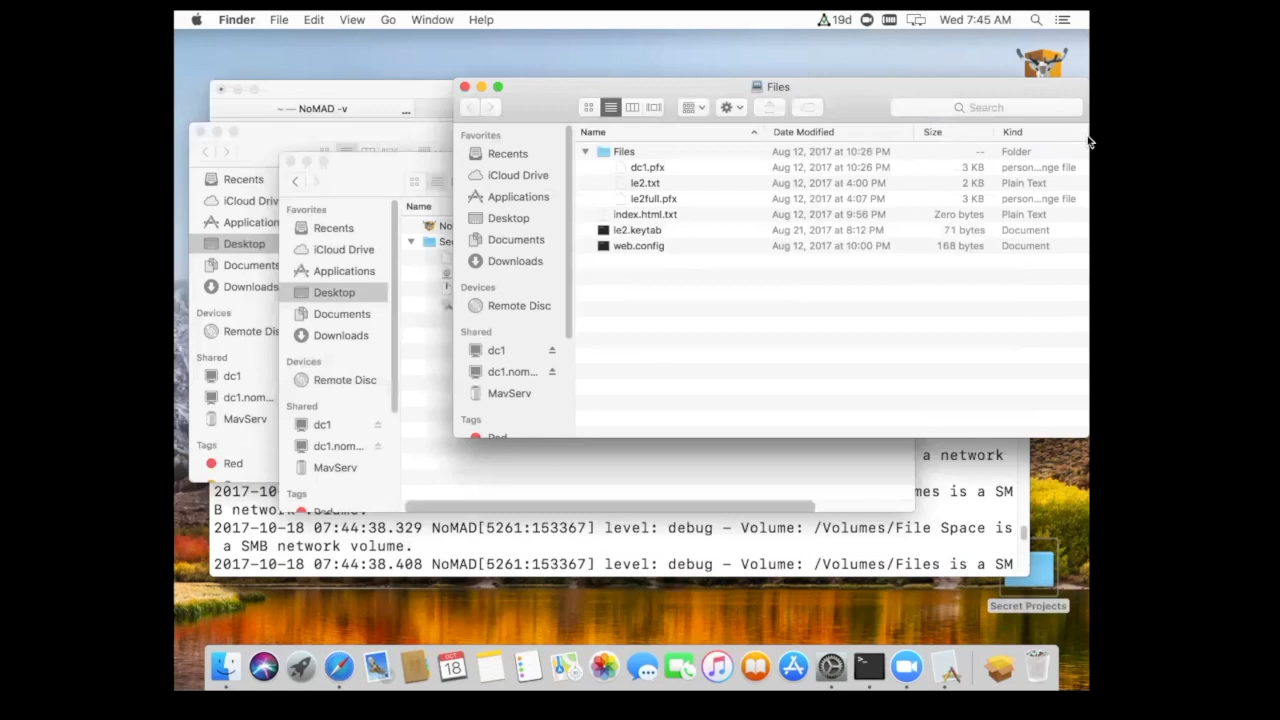 Finder File Edit View Go Window Help 19d Wed 7:45 AM
~ — NoMAD -v ...
Files
Search
Favorites
Recents
iCloud Drive
Applications
Desktop
Documents
Downloads
Devices
Remote Disc
Shared
dc1
dc1.nom...
MavServ
Tags
Red
Name Date Modified Size Kind
Files Aug 12, 2017 at 10:26 PM -- Folder
dc1.pfx Aug 12, 2017 at 10:26 PM 3 KB person...nge file
le2.txt Aug 12, 2017 at 4:00 PM 2 KB Plain Text
le2full.pfx Aug 12, 2017 at 4:07 PM 3 KB person...nge file
index.html.txt Aug 12, 2017 at 9:56 PM Zero bytes Plain Text
le2.keytab Aug 21, 2017 at 8:12 PM 71 bytes Document
web.config Aug 12, 2017 at 10:00 PM 168 bytes Document
Recents
iCloud Driv
Application
Desktop
Documents
Downloads
Devices
Remote Dis
Shared
dc1
dc1.nom...
MavServ
Tags
Red
Favorites
Recents
iCloud Drive
Applications
Desktop
Documents
Downloads
Devices
Remote Disc
Shared
dc1
dc1.nom...
MavServ
Tags
Name
No
Sec
a network
2017-10 mes is a SM
B network volume.
2017-10-18 07:44:38.329 NoMAD[5261:153367] level: debug - Volume: /Volumes/File Space is
a SMB network volume.
2017-10-18 07:44:38.408 NoMAD[5261:153367] level: debug - Volume: /Volumes/Files is a SM
Secret Projects
OCT
18